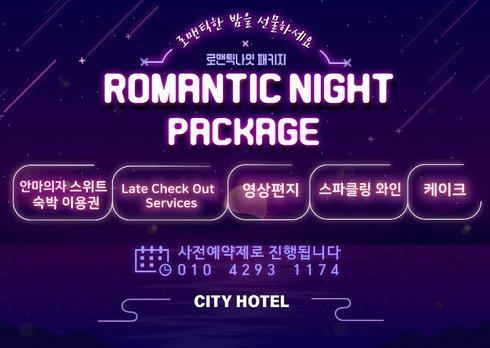 로맨티한 밤을 선물하세요
로맨틱나잇 패키지
ROMANTIC NIGHT
PACKAGE
안마의자 스위트
숙박 이용권
Late Check Out
Services
영상편지
스파클링 와인
케이크
사전예약제로 진행됩니다
010 4293 1174
CITY HOTEL